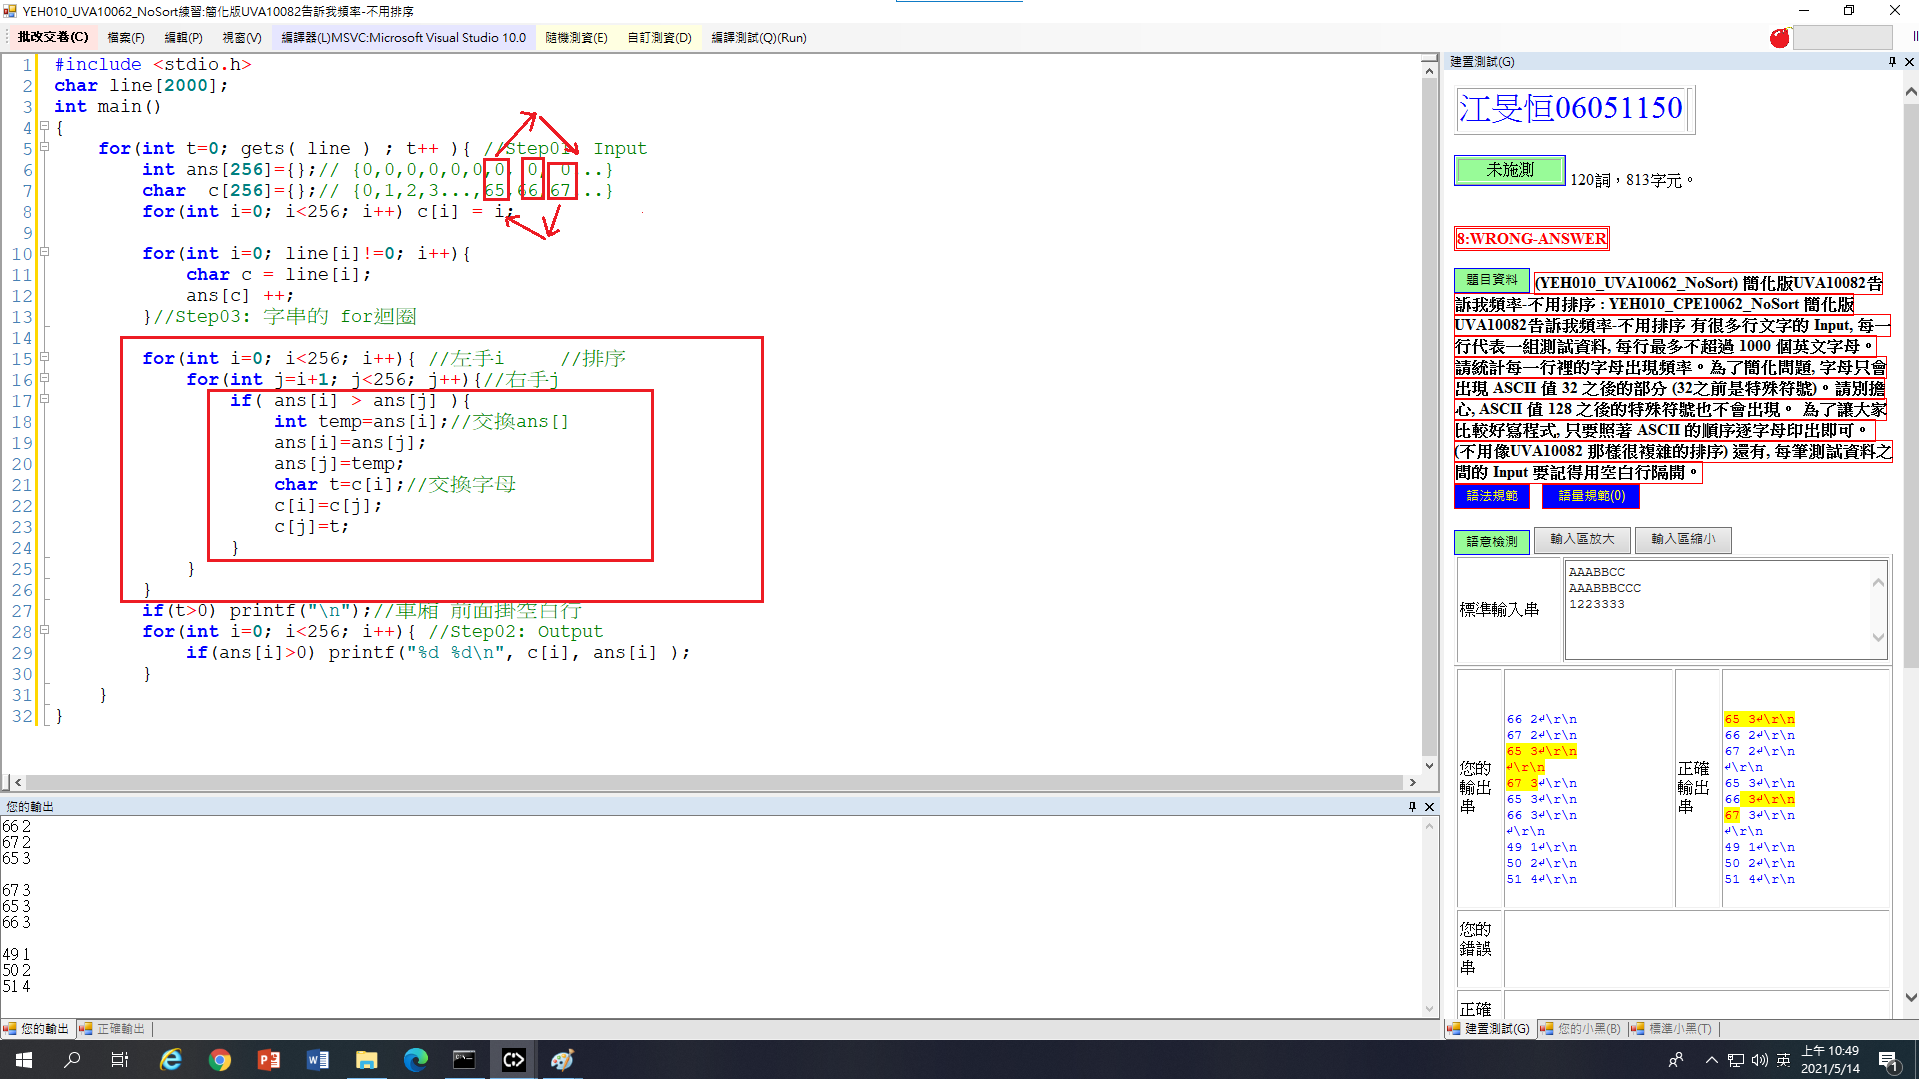 YEH010_UVA10062_NoSort練習:簡化版UVA10082告訴我頻率-不用排序
批改交卷(C) 檔案(F) 編輯(P) 視窗(V) 編譯器(L)MSVC:Microsoft Visual Studio 10.0 隨機測資(E) 自訂測資(D) 編譯測試(Q)(Run)
1 #include <stdio.h>
2 char line[2000];
3 int main()
4 {
5 for(int t=0; gets( line ) ; t++ ){ //Step01: Input
6 int ans[256]={};// {0,0,0,0,0,0,0, 0, 0 ..}
7 char c[256]={};// {0,1,2,3...,65,66,67 ..}
8 for(int i=0; i<256; i++) c[i] = i;
9
10 for(int i=0; line[i]!=0; i++){
11 char c = line[i];
12 ans[c] ++;
13 }//Step03: 字串的 for迴圈
14
15 for(int i=0; i<256; i++){ //左手i //排序
16 for(int j=i+1; j<256; j++){//右手j
17 if( ans[i] > ans[j] ){
18 int temp=ans[i];//交換ans[]
19 ans[i]=ans[j];
20 ans[j]=temp;
21 char t=c[i];//交換字母
22 c[i]=c[j];
23 c[j]=t;
24 }
25 }
26 }
27 if(t>0) printf("\n");//車廂 前面掛空白行
28 for(int i=0; i<256; i++){ //Step02: Output
29 if(ans[i]>0) printf("%d %d\n", c[i], ans[i] );
30 }
31 }
32 }
您的輸出
66 2
67 2
65 3
67 3
65 3
66 3
49 1
50 2
51 4
您的輸出 正確輸出
建置測試(G)
江旻恒06051150
未施測 120詞，813字元。
8:WRONG-ANSWER
題目資料 (YEH010_UVA10062_NoSort) 簡化版UVA10082告
訴我頻率-不用排序 : YEH010_CPE10062_NoSort 簡化版
UVA10082告訴我頻率-不用排序 有很多行文字的 Input, 每一
行代表一組測試資料, 每行最多不超過 1000 個英文字母。
請統計每一行裡的字母出現頻率。為了簡化問題, 字母只會
出現 ASCII 值 32 之後的部分 (32之前是特殊符號)。請別擔
心, ASCII 值 128 之後的特殊符號也不會出現。 為了讓大家
比較好寫程式, 只要照著 ASCII 的順序逐字母印出即可。
(不用像UVA10082 那樣很複雜的排序) 還有, 每筆測試資料之
間的 Input 要記得用空白行隔開。
語法規範 語量規範(0)
語意檢測 輸入區放大 輸入區縮小
標準輸入串
AAABBCC
AAABBBCCC
1223333
您的輸出串
66 2↲\r\n
67 2↲\r\n
65 3↲\r\n
↲\r\n
67 3↲\r\n
65 3↲\r\n
66 3↲\r\n
↲\r\n
49 1↲\r\n
50 2↲\r\n
51 4↲\r\n
正確輸出串
65 3↲\r\n
66 2↲\r\n
67 2↲\r\n
↲\r\n
65 3↲\r\n
66 3↲\r\n
67 3↲\r\n
↲\r\n
49 1↲\r\n
50 2↲\r\n
51 4↲\r\n
您的錯誤串
正確
建置測試(G) 您的小黑(B) 標準小黑(T)
英
上午 10:49
2021/5/14
1